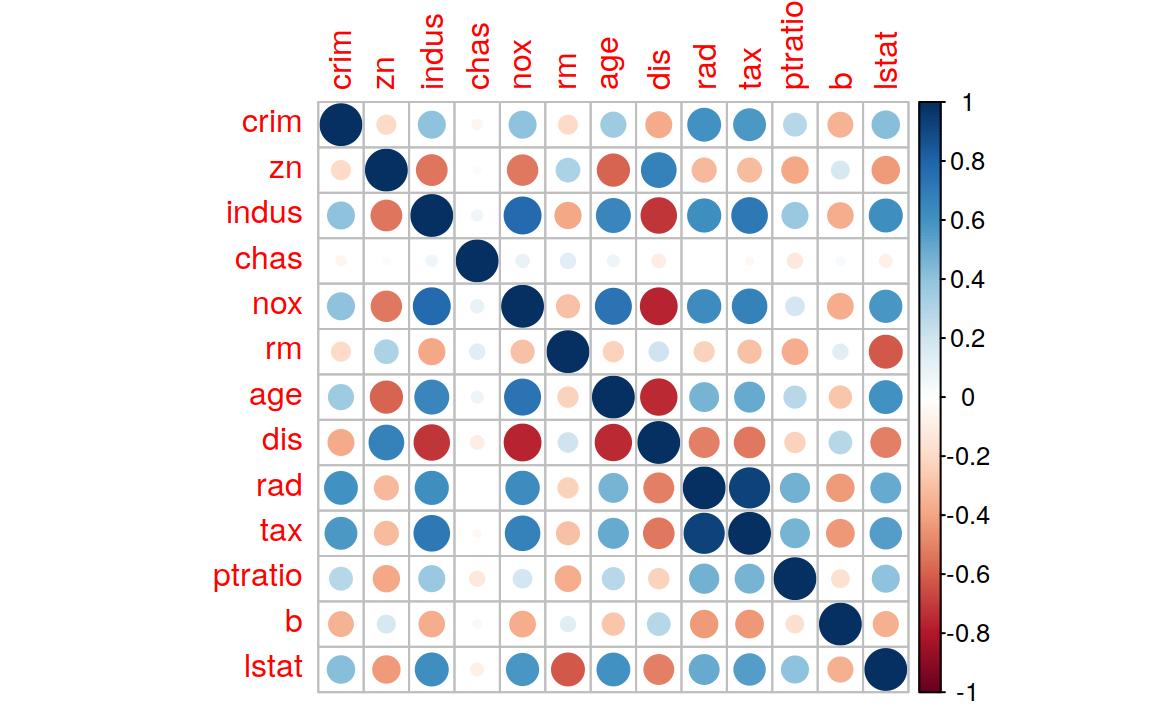 crim zn indus chas nox rm age dis rad tax ptratio b lstat
crim
zn
indus
chas
nox
rm
age
dis
rad
tax
ptratio
b
lstat
1
0.8
0.6
0.4
0.2
0
-0.2
-0.4
-0.6
-0.8
-1